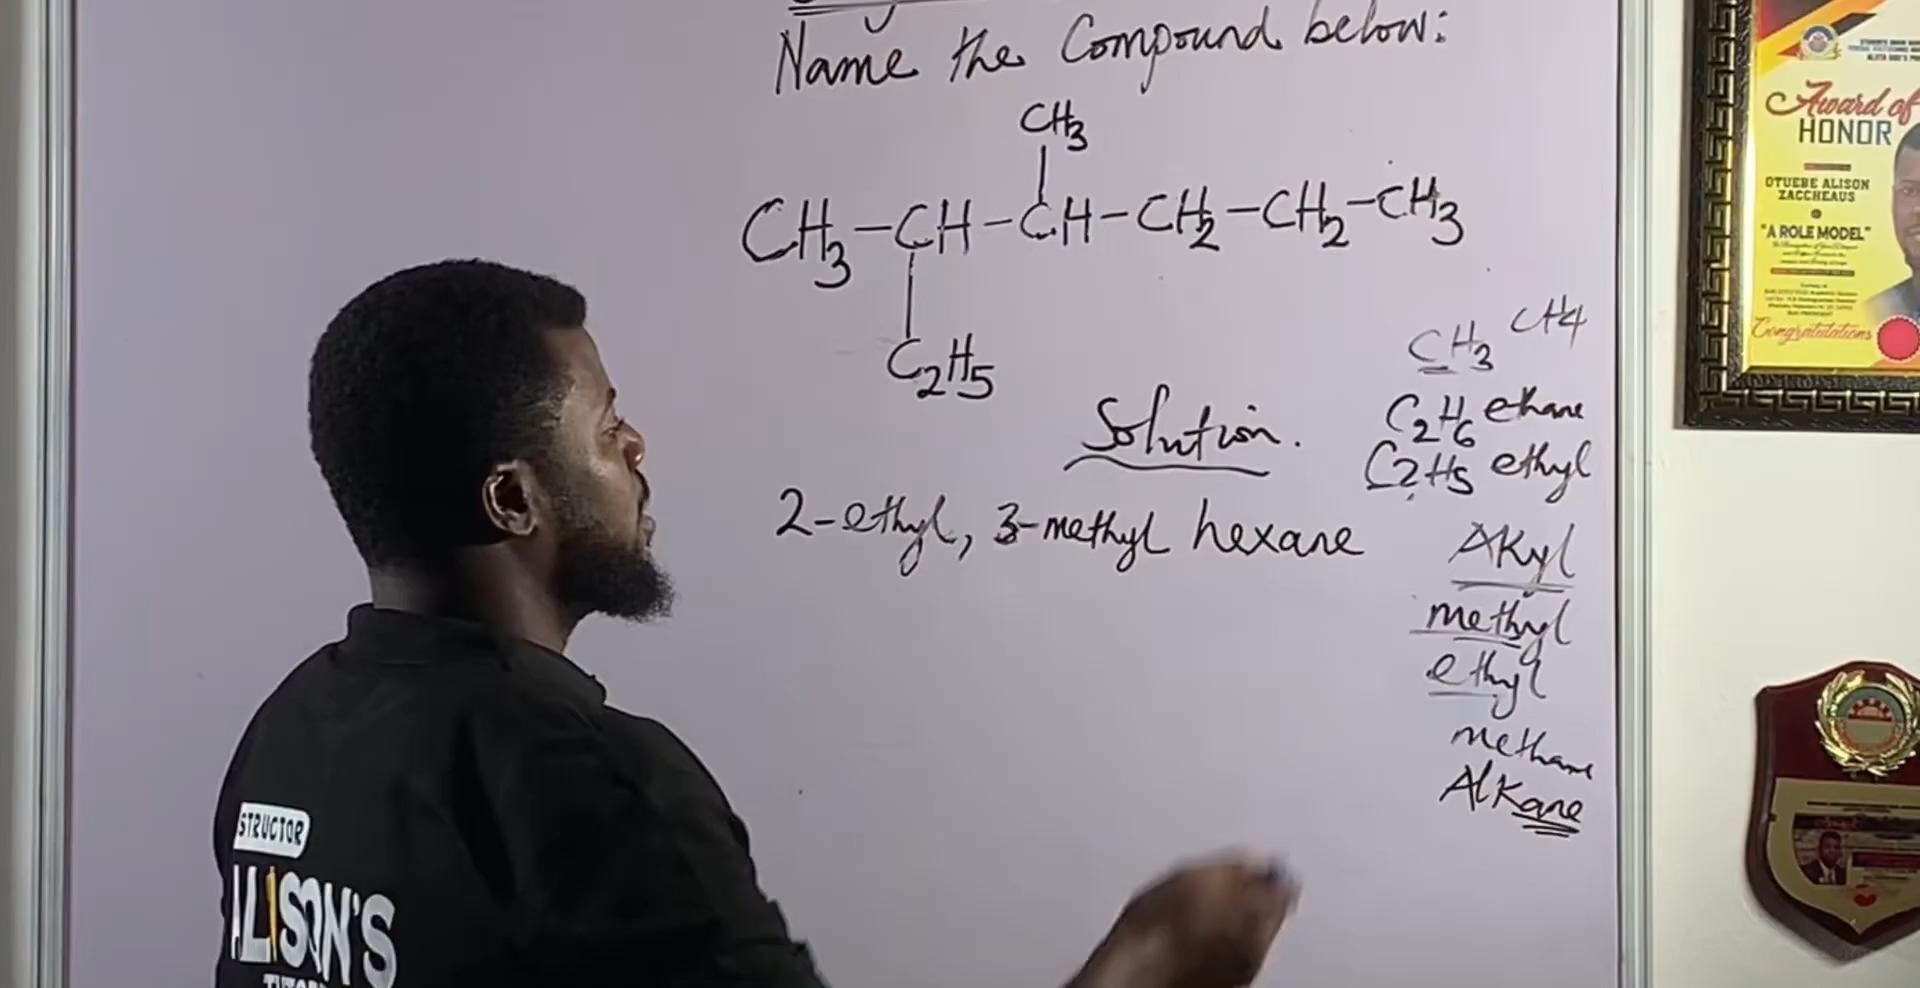 Name the Compound below:
CH3
CH3-CH-CH-CH2-CH2-CH3
C2H5
CH3 CH4
C2H6 ethane
C2H5 ethyl
Solution.
2-ethyl, 3-methyl hexane
AKyl
methyl
ethyl
methane
AlKane
Award of
HONOR
OTUEBE ALISON
ZACCHEAUS
"A ROLE MODEL"
Congratulations
STRUCTOR
ALISON'S